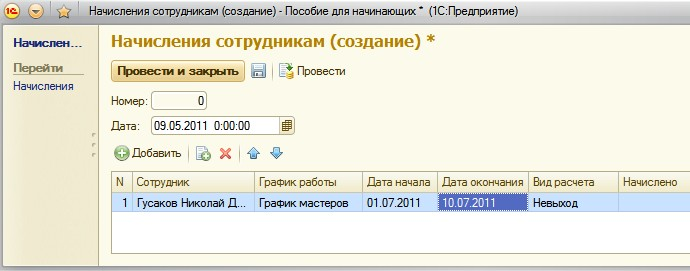 Начисления сотрудникам (создание) - Пособие для начинающих * (1С:Предприятие)
Начислен...
Перейти
Начисления
Начисления сотрудникам (создание) *
Провести и закрыть Провести
Номер: 0
Дата: 09.05.2011 0:00:00
Добавить
N Сотрудник График работы Дата начала Дата окончания Вид расчета Начислено
1 Гусаков Николай Д... График мастеров 01.07.2011 10.07.2011 Невыход